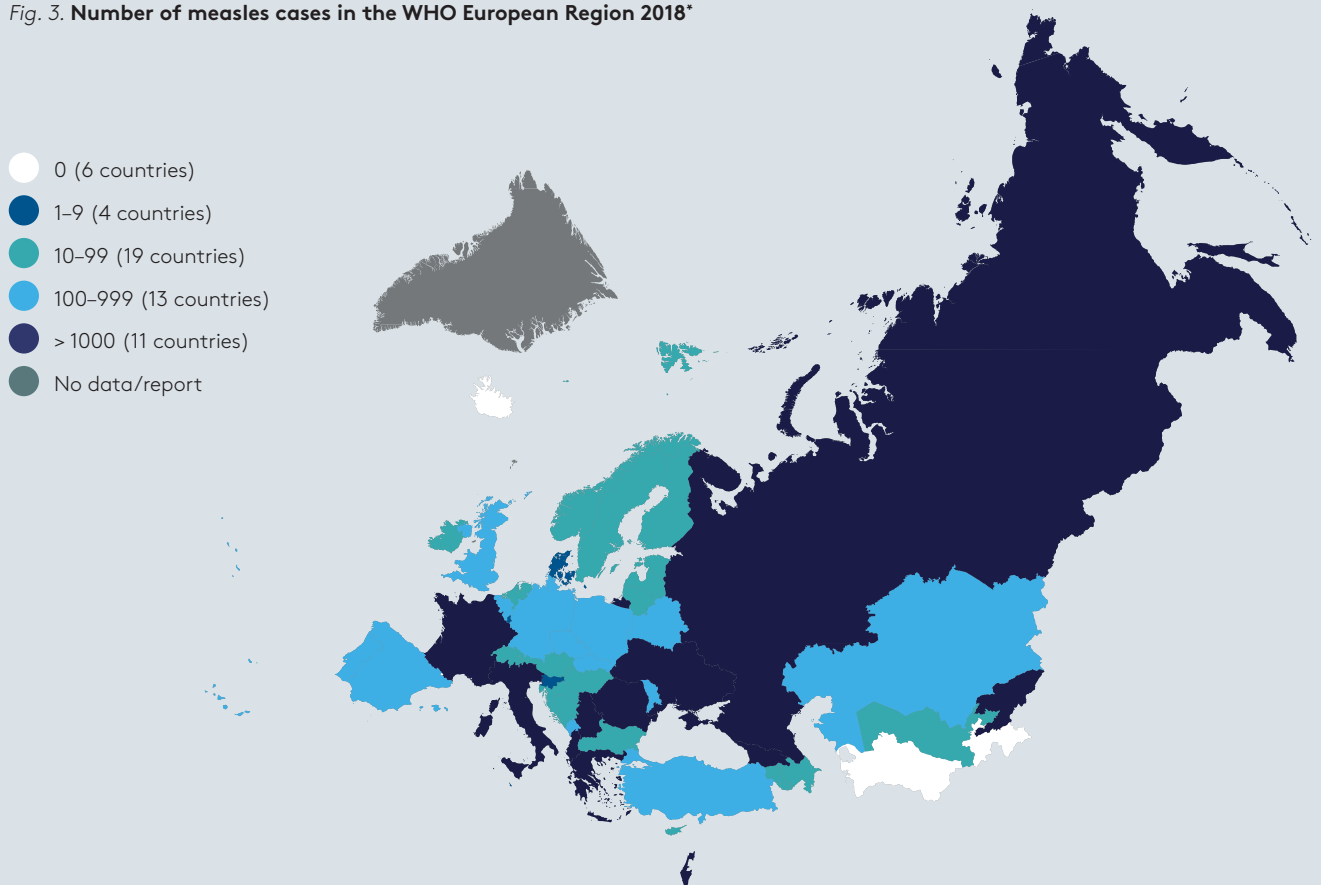 Fig. 3. Number of measles cases in the WHO European Region 2018*
0 (6 countries)
1–9 (4 countries)
10–99 (19 countries)
100–999 (13 countries)
> 1000 (11 countries)
No data/report